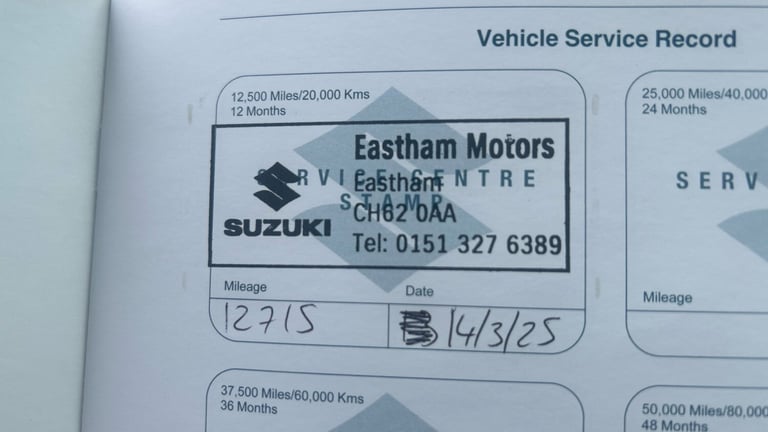 Vehicle Service Record
12,500 Miles/20,000 Kms
12 Months
SERVICE CENTRE
STAMP
Eastham Motors
Eastham
CH62 0AA
Tel: 0151 327 6389
SUZUKI
Mileage
Date
12715
14/3/25
25,000 Miles/40,000
24 Months
SERV
Mileage
37,500 Miles/60,000 Kms
36 Months
50,000 Miles/80,000
48 Months